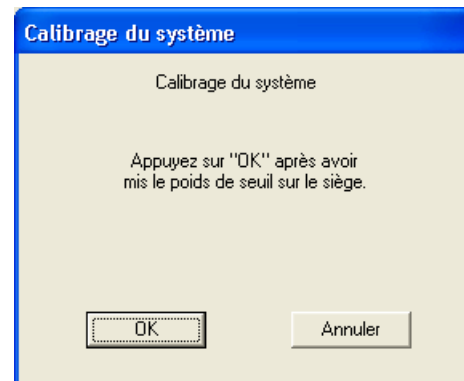 Calibrage du système
Calibrage du système
Appuyez sur "OK" après avoir
mis le poids de seuil sur le siège.
OK
Annuler